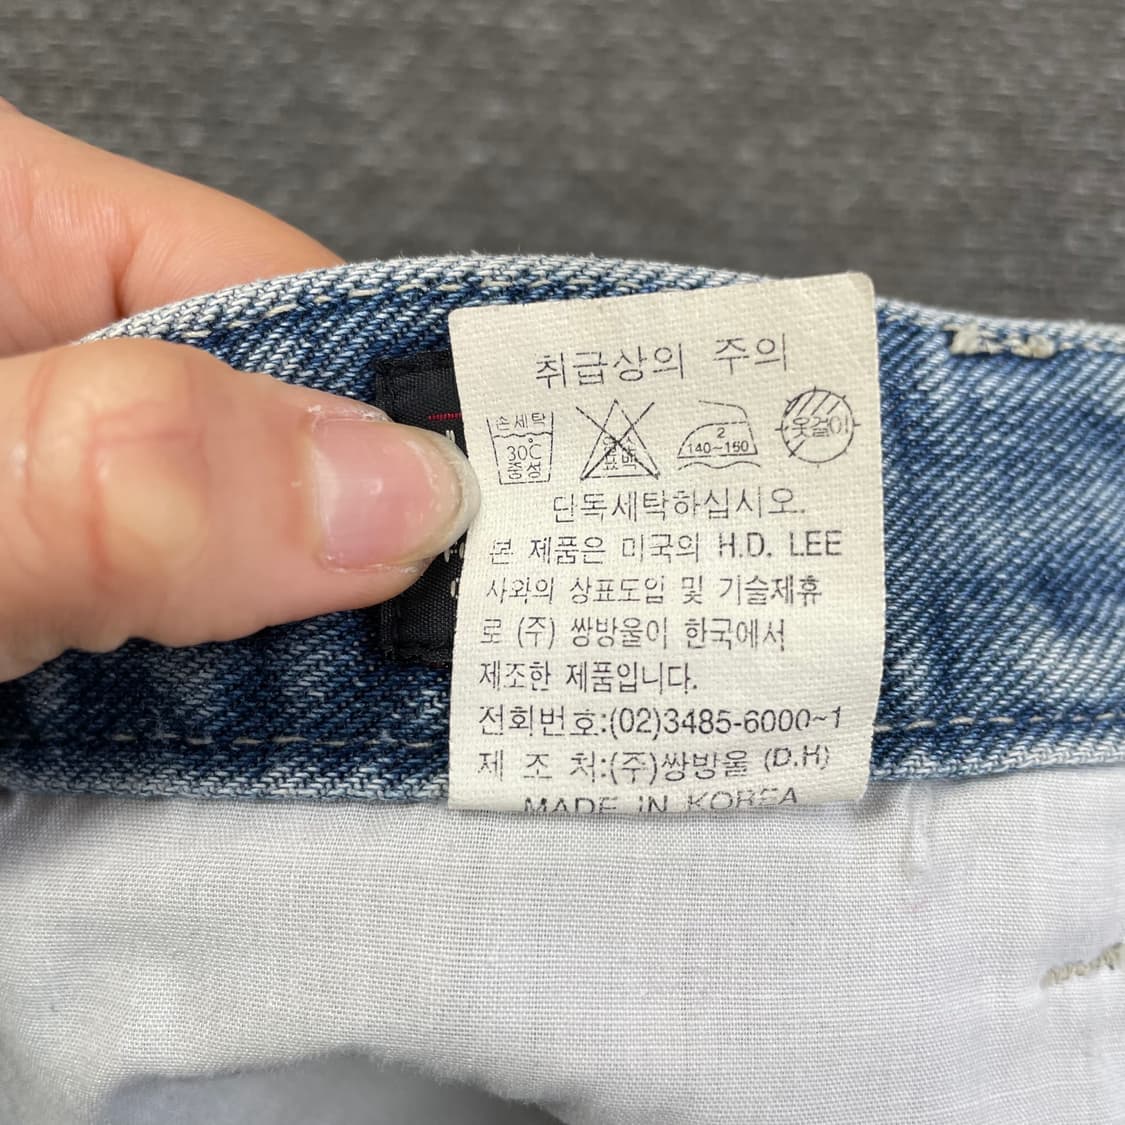 취급상의 주의
손세탁
30℃
중성
염소
표백
2
140~150
옷걸이
단독세탁하십시오.
본 제품은 미국의 H.D. LEE
사와의 상표도입 및 기술제휴
로 (주) 쌍방울이 한국에서
제조한 제품입니다.
전화번호:(02)3485-6000~1
제 조 처:(주)쌍방울 (D.H)
MADE IN KOREA